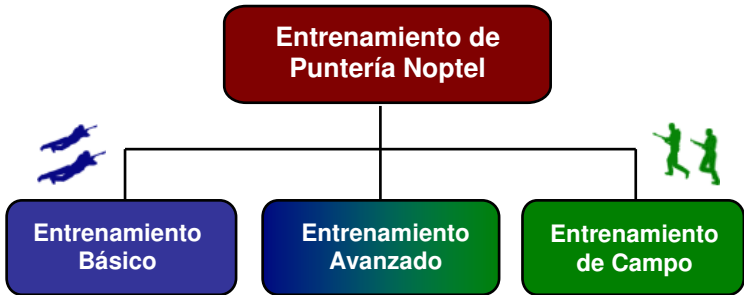 Entrenamiento de
Puntería Noptel
Entrenamiento
Básico
Entrenamiento
Avanzado
Entrenamiento
de Campo